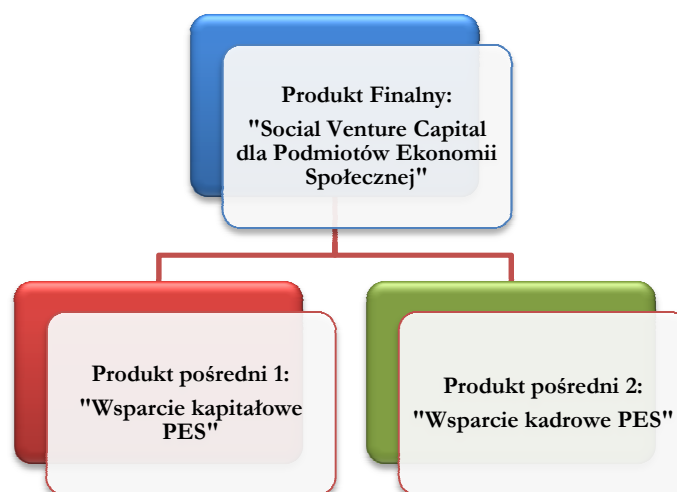 Produkt Finalny:
"Social Venture Capital
dla Podmiotów Ekonomii
Społecznej"
Produkt pośredni 1:
"Wsparcie kapitałowe
PES"
Produkt pośredni 2:
"Wsparcie kadrowe PES"